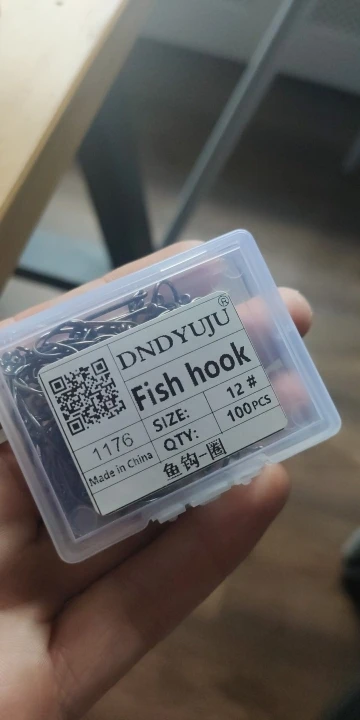 DNDYUJU®
Fish hook
1176
SIZE: 12 #
Made in China
QTY: 100PCS
鱼钩-圈